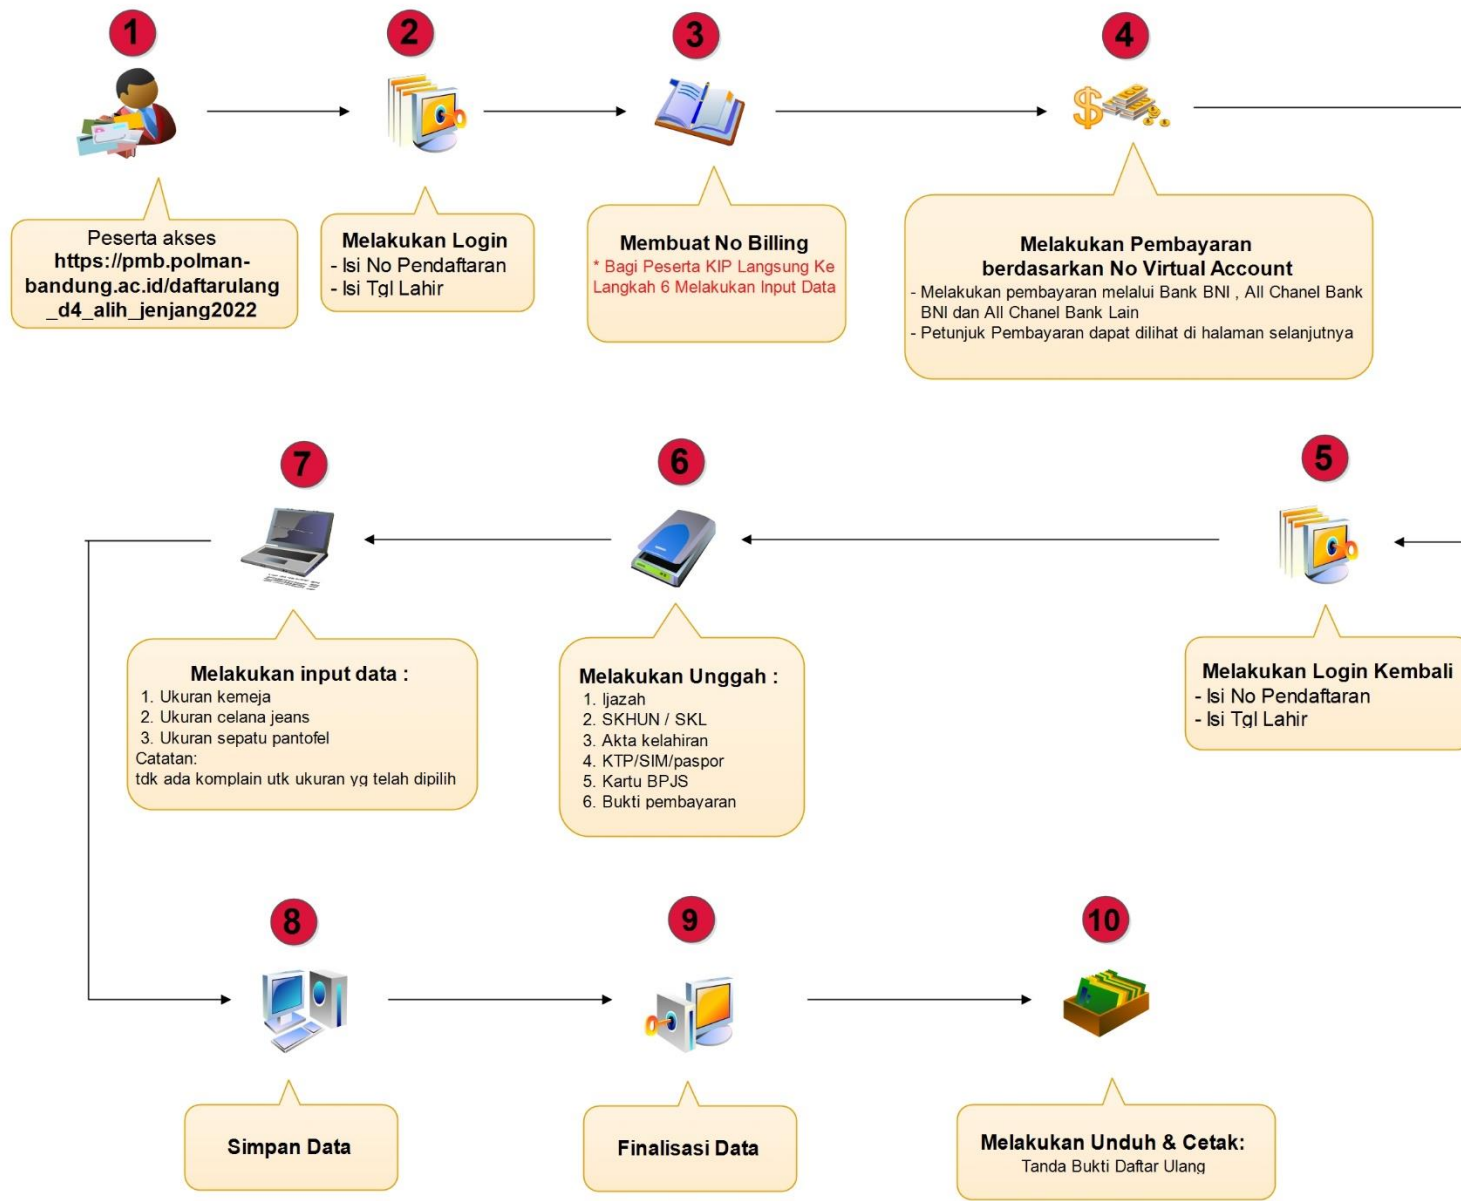 1
2
3
4
Peserta akses
https://pmb.polman-
bandung.ac.id/daftarulang
_d4_alih_jenjang2022
Melakukan Login
- Isi No Pendaftaran
- Isi Tgl Lahir
Membuat No Billing
* Bagi Peserta KIP Langsung Ke
Langkah 6 Melakukan Input Data
Melakukan Pembayaran
berdasarkan No Virtual Account
- Melakukan pembayaran melalui Bank BNI , All Chanel Bank
BNI dan All Chanel Bank Lain
- Petunjuk Pembayaran dapat dilihat di halaman selanjutnya
5
Melakukan Login Kembali
- Isi No Pendaftaran
- Isi Tgl Lahir
6
Melakukan Unggah :
1. Ijazah
2. SKHUN / SKL
3. Akta kelahiran
4. KTP/SIM/paspor
5. Kartu BPJS
6. Bukti pembayaran
7
Melakukan input data :
1. Ukuran kemeja
2. Ukuran celana jeans
3. Ukuran sepatu pantofel
Catatan:
tdk ada komplain utk ukuran yg telah dipilih
8
Simpan Data
9
Finalisasi Data
10
Melakukan Unduh & Cetak:
Tanda Bukti Daftar Ulang